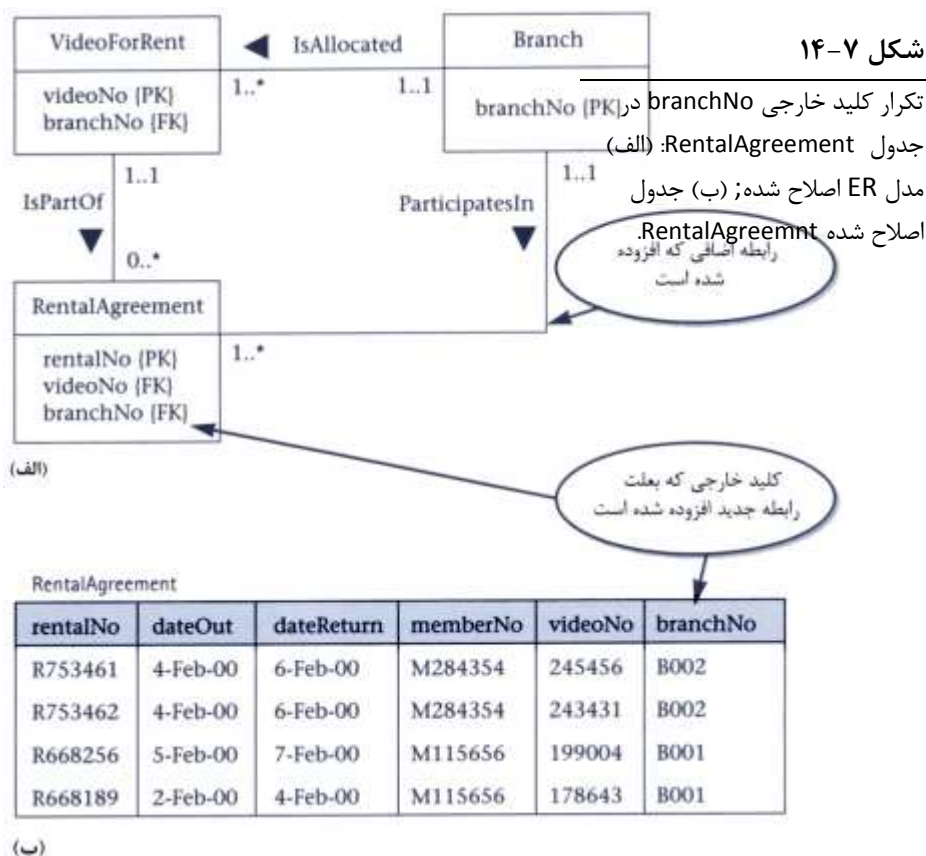 شکل ۷-۱۴
تکرار کلید خارجی branchNo در
جدول RentalAgreement: (الف)
مدل ER اصلاح شده; (ب) جدول
اصلاح شده RentalAgreemnt.
VideoForRent
IsAllocated
Branch
videoNo {PK}
branchNo {FK}
1..*
1..1
branchNo {PK}
1..1
IsPartOf
0..*
1..1
ParticipatesIn
رابطه اضافی که افزوده
شده است
RentalAgreement
rentalNo {PK}
videoNo {FK}
branchNo {FK}
1..*
(الف)
کلید خارجی که بعلت
رابطه جدید افزوده شده است
RentalAgreement
rentalNo dateOut dateReturn memberNo videoNo branchNo
R753461 4-Feb-00 6-Feb-00 M284354 245456 B002
R753462 4-Feb-00 6-Feb-00 M284354 243431 B002
R668256 5-Feb-00 7-Feb-00 M115656 199004 B001
R668189 2-Feb-00 4-Feb-00 M115656 178643 B001
(ب)